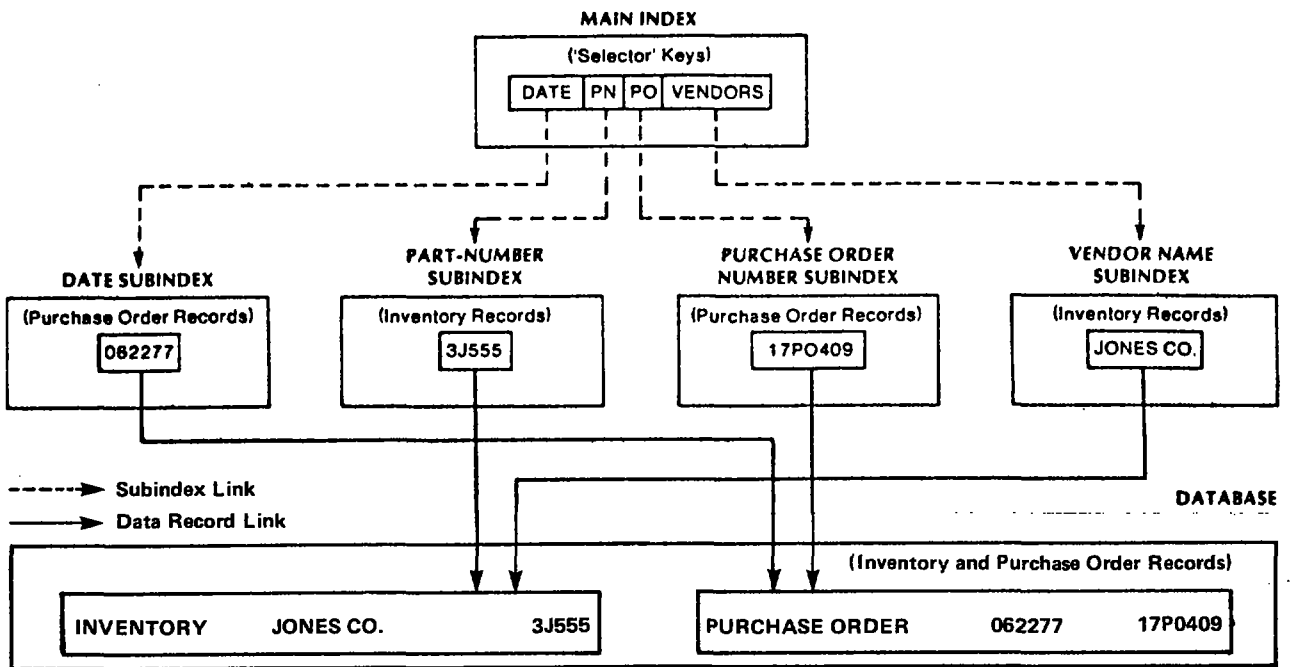 MAIN INDEX
('Selector' Keys)
DATE PN PO VENDORS
DATE SUBINDEX
(Purchase Order Records)
062277
PART-NUMBER
SUBINDEX
(Inventory Records)
3J555
PURCHASE ORDER
NUMBER SUBINDEX
(Purchase Order Records)
17PO409
VENDOR NAME
SUBINDEX
(Inventory Records)
JONES CO.
Subindex Link
Data Record Link
DATABASE
(Inventory and Purchase Order Records)
INVENTORY JONES CO. 3J555
PURCHASE ORDER 062277 17P0409